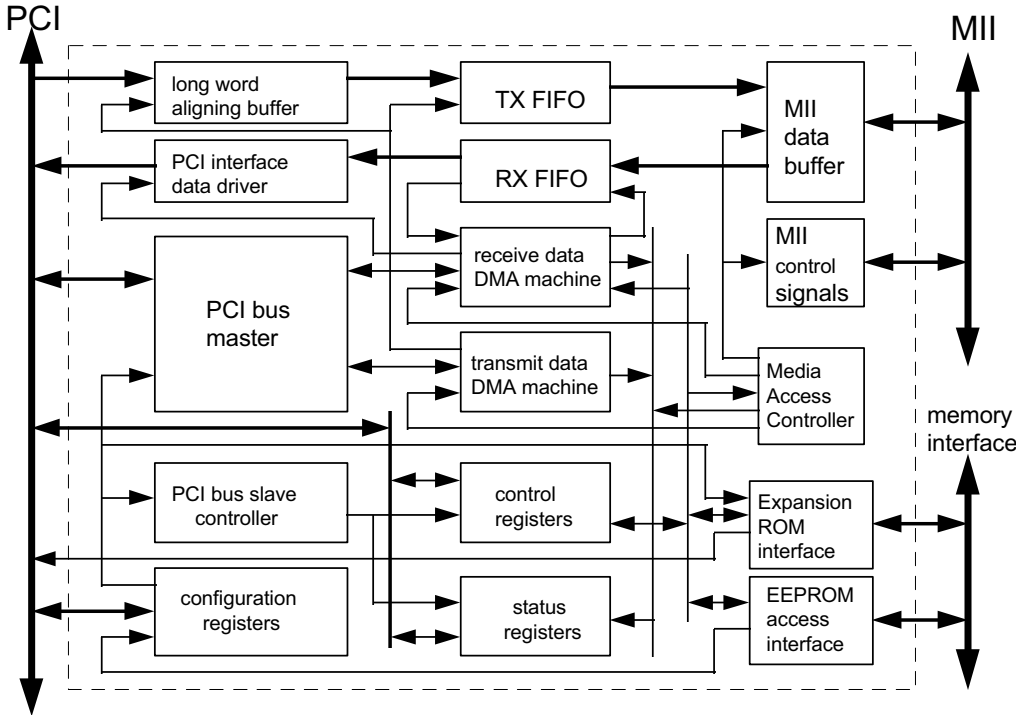 PCI
MII
long word
aligning buffer
TX FIFO
MII
data
buffer
PCI interface
data driver
RX FIFO
MII
control
signals
receive data
DMA machine
PCI bus
master
transmit data
DMA machine
Media
Access
Controller
memory
interface
PCI bus slave
controller
control
registers
Expansion
ROM
interface
configuration
registers
status
registers
EEPROM
access
interface